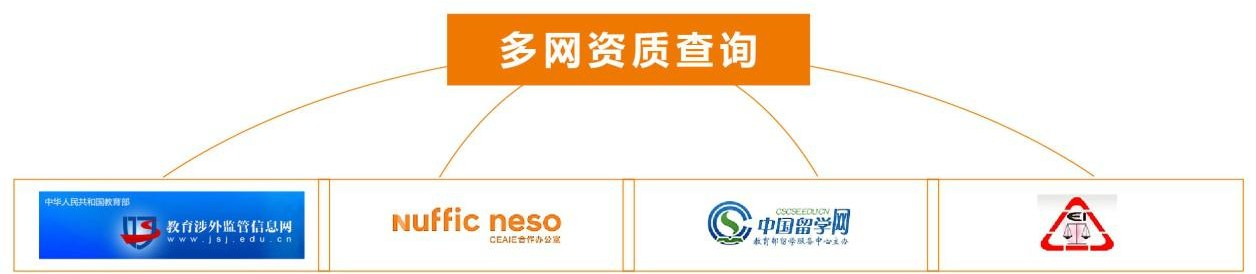 多网资质查询
中华人民共和国教育部
教育涉外监管信息网
www.jsj.edu.cn
nuffic neso
CEAIE合作办公室
CSCSE.EDU.CN
中国留学网
教育部留学服务中心主办
EI